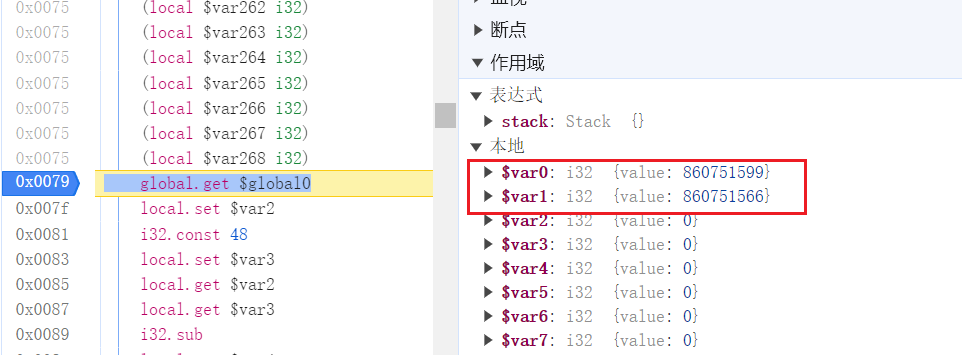 0x0075 (local $var262 i32)
0x0075 (local $var263 i32)
0x0075 (local $var264 i32)
0x0075 (local $var265 i32)
0x0075 (local $var266 i32)
0x0075 (local $var267 i32)
0x0075 (local $var268 i32)
0x0079 global.get $global0
0x007f local.set $var2
0x0081 i32.const 48
0x0083 local.set $var3
0x0085 local.get $var2
0x0087 local.get $var3
0x0089 i32.sub
断点
作用域
表达式
stack: Stack {}
本地
$var0: i32 {value: 860751599}
$var1: i32 {value: 860751566}
$var2: i32 {value: 0}
$var3: i32 {value: 0}
$var4: i32 {value: 0}
$var5: i32 {value: 0}
$var6: i32 {value: 0}
$var7: i32 {value: 0}